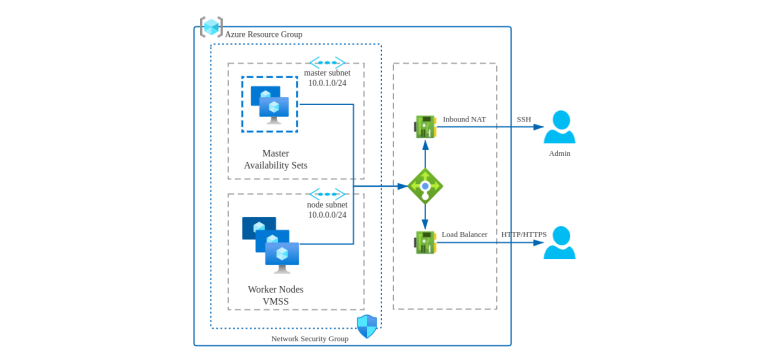 Azure Resource Group
master subnet
10.0.1.0/24
Master
Availability Sets
node subnet
10.0.0.0/24
Worker Nodes
VMSS
Network Security Group
Inbound NAT
SSH
Admin
Load Balancer
HTTP/HTTPS